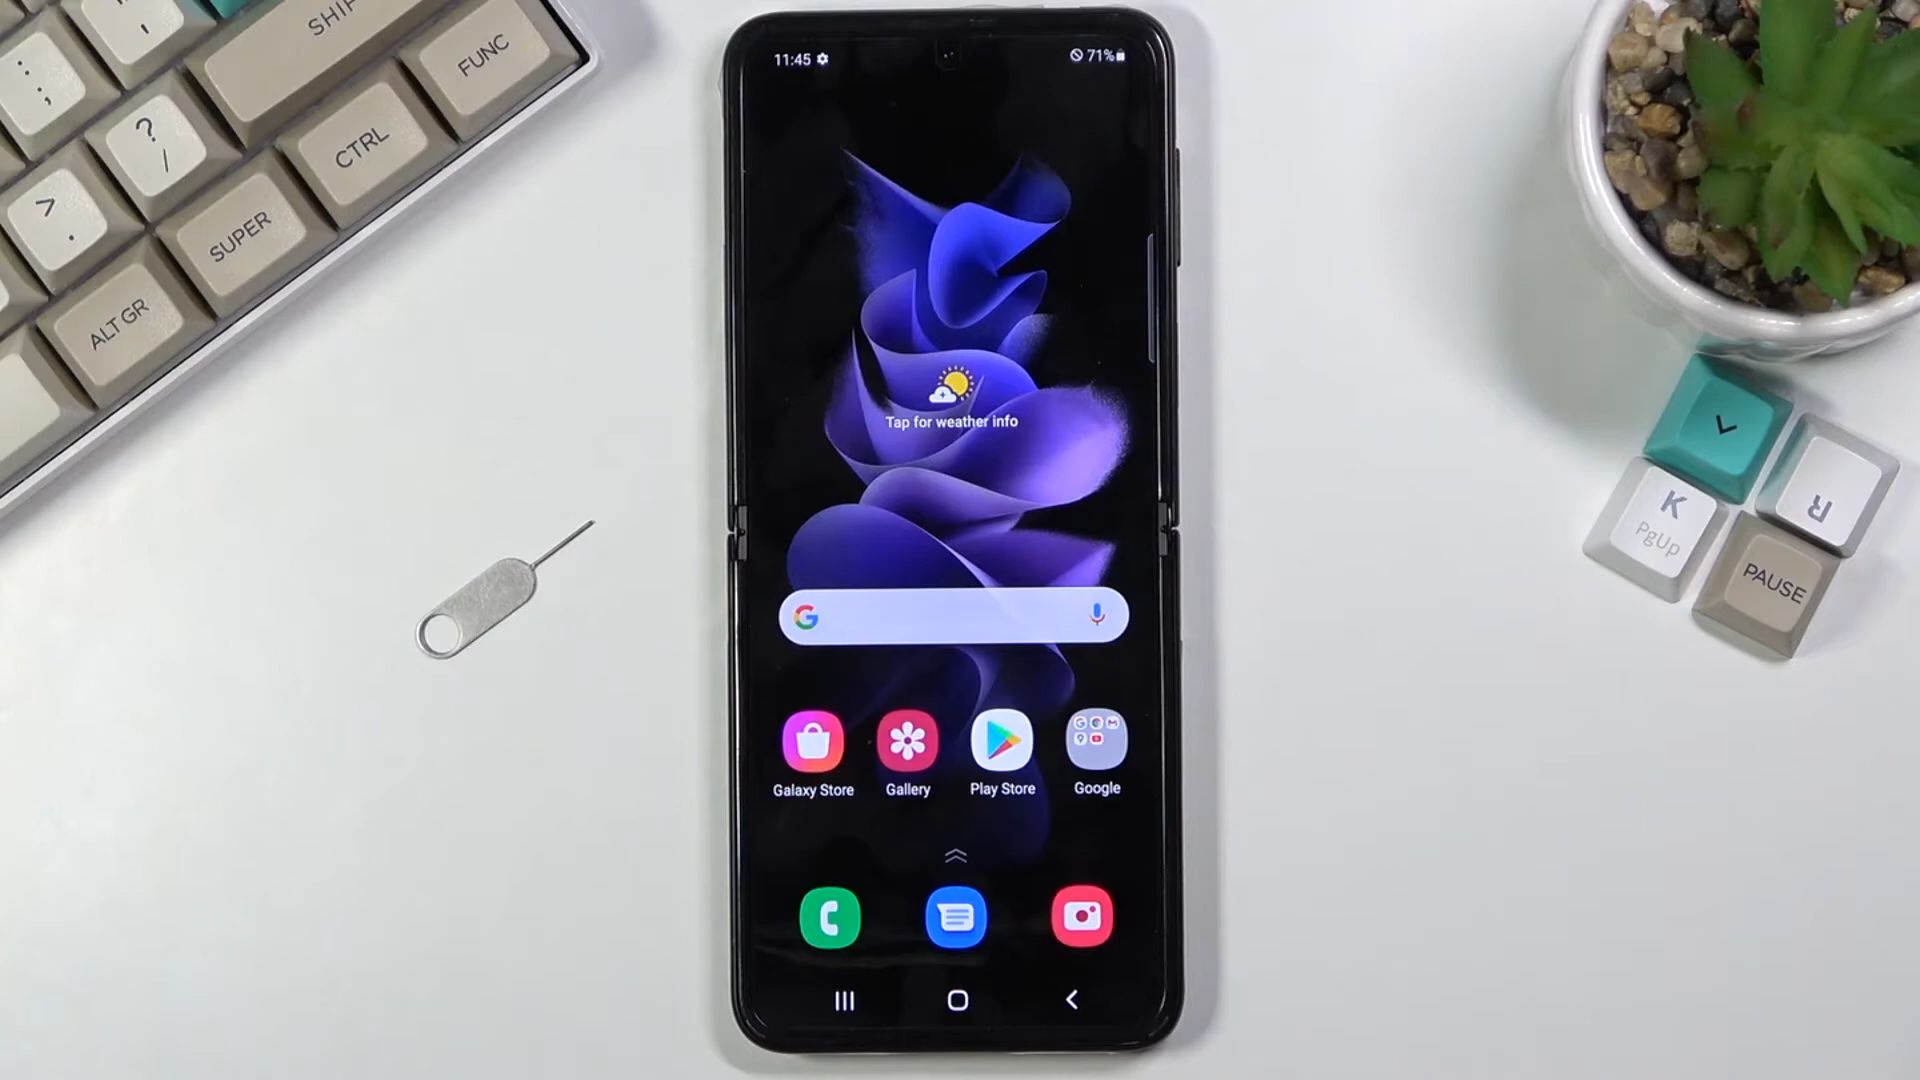 SHIF
FUNC
CTRL
SUPER
ALT GR
?
/
>
.
;
:
,
11:45
71%
Tap for weather info
G
Galaxy Store
Gallery
Play Store
Google
K
PgUp
R
PAUSE